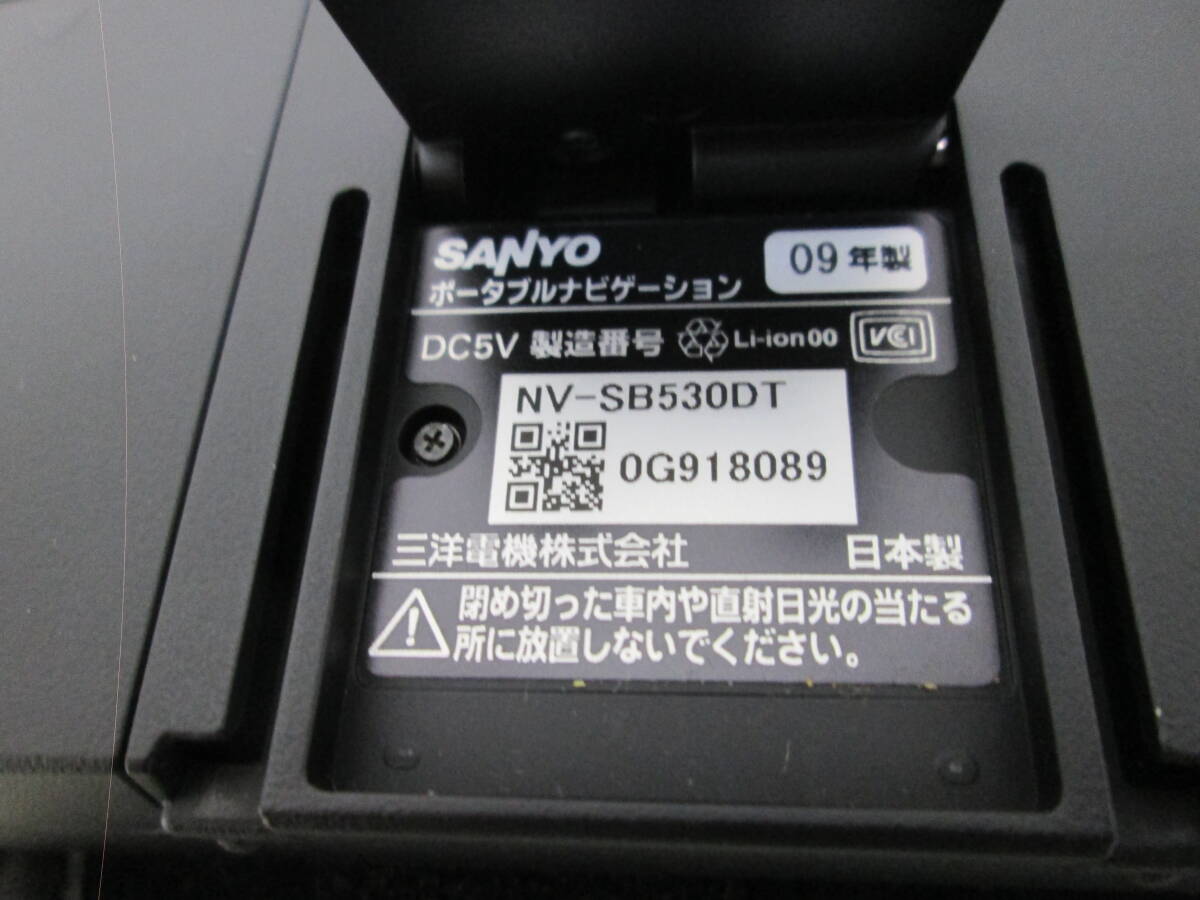 SANYO
09 年製
ポータブルナビゲーション
DC5V 製造番号 Li-ion00 VCI
NV-SB530DT
0G918089
三洋電機株式会社 日本製
閉め切った車内や直射日光の当たる
所に放置しないでください。